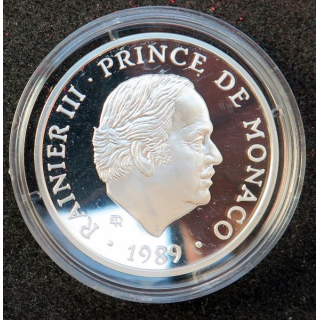 RAINIER III · PRINCE DE MONACO
· 1989 ·